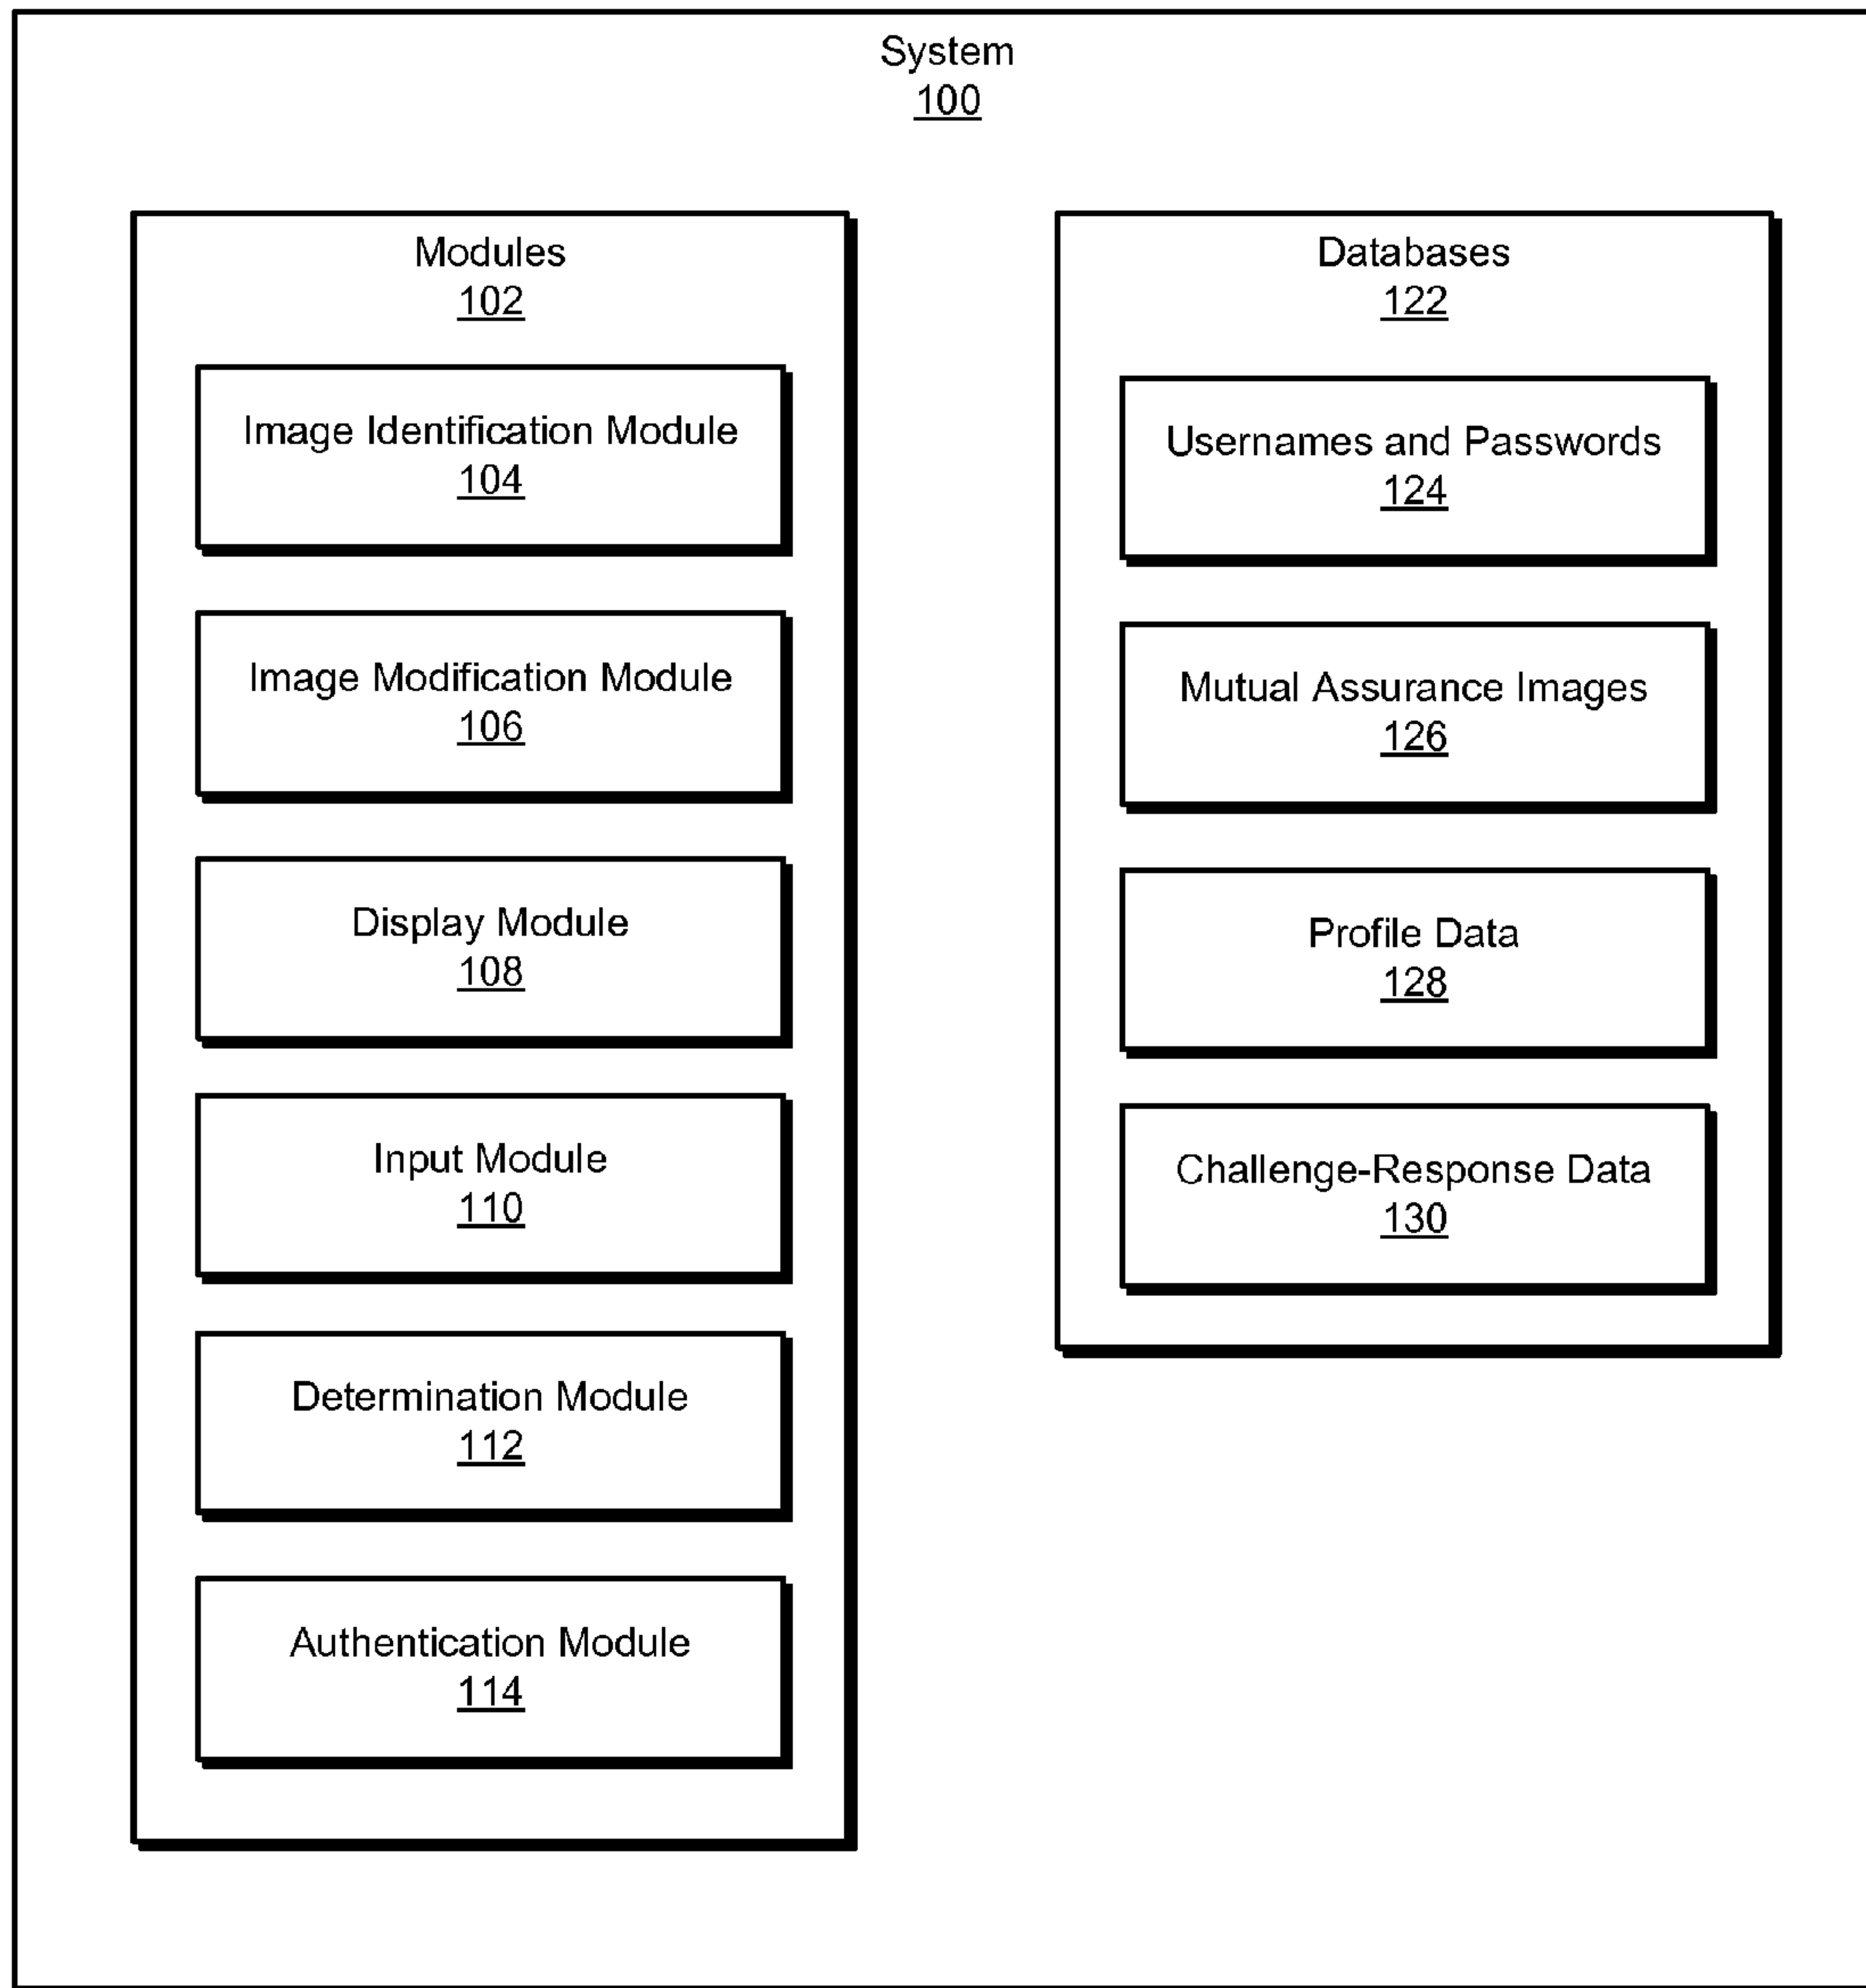 System
100
Modules
102
Image Identification Module
104
Image Modification Module
106
Display Module
108
Input Module
110
Determination Module
112
Authentication Module
114
Databases
122
Usernames and Passwords
124
Mutual Assurance Images
126
Profile Data
128
Challenge-Response Data
130